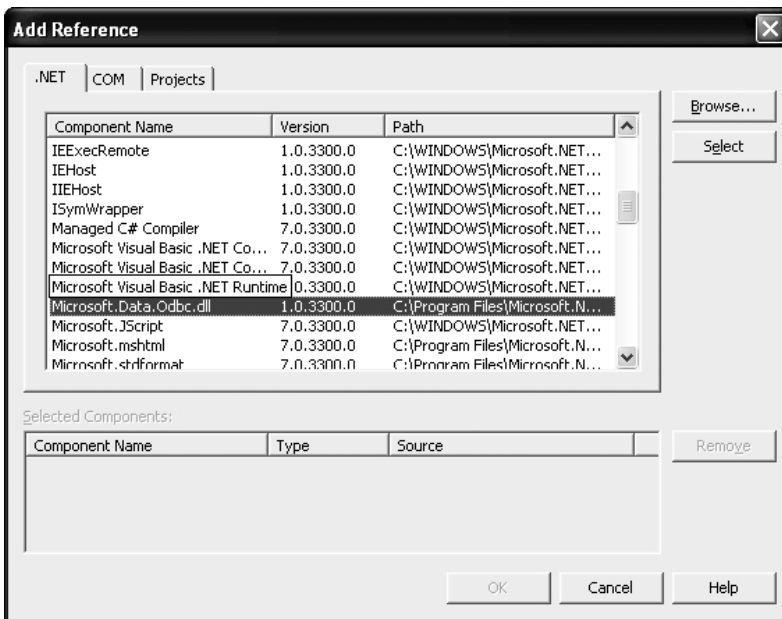 Add Reference
.NET COM Projects
Browse...
Select
Component Name Version Path
IEExecRemote 1.0.3300.0 C:\WINDOWS\Microsoft.NET...
IEHost 1.0.3300.0 C:\WINDOWS\Microsoft.NET...
IIEHost 1.0.3300.0 C:\WINDOWS\Microsoft.NET...
ISymWrapper 1.0.3300.0 C:\WINDOWS\Microsoft.NET...
Managed C# Compiler 7.0.3300.0 C:\WINDOWS\Microsoft.NET...
Microsoft Visual Basic .NET Co... 7.0.3300.0 C:\WINDOWS\Microsoft.NET...
Microsoft Visual Basic .NET Co... 7.0.3300.0 C:\WINDOWS\Microsoft.NET...
Microsoft Visual Basic .NET Runtime 0.3300.0 C:\WINDOWS\Microsoft.NET...
Microsoft.Data.Odbc.dll 1.0.3300.0 C:\Program Files\Microsoft.N...
Microsoft.JScript 7.0.3300.0 C:\WINDOWS\Microsoft.NET...
Microsoft.mshtml 7.0.3300.0 C:\Program Files\Microsoft.N...
Microsoft.stdformat 7.0.3300.0 C:\Program Files\Microsoft.N...
Selected Components:
Component Name Type Source
Remove
OK Cancel Help